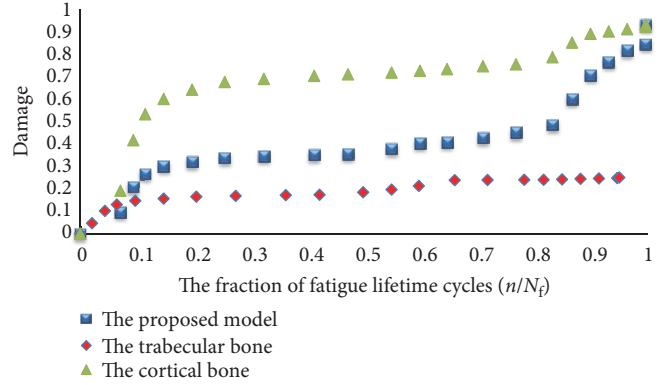 1
0.9
0.8
0.7
0.6
0.5
0.4
0.3
0.2
0.1
0
Damage
0 0.1 0.2 0.3 0.4 0.5 0.6 0.7 0.8 0.9 1
The fraction of fatigue lifetime cycles (n/Nf)
The proposed model
The trabecular bone
The cortical bone